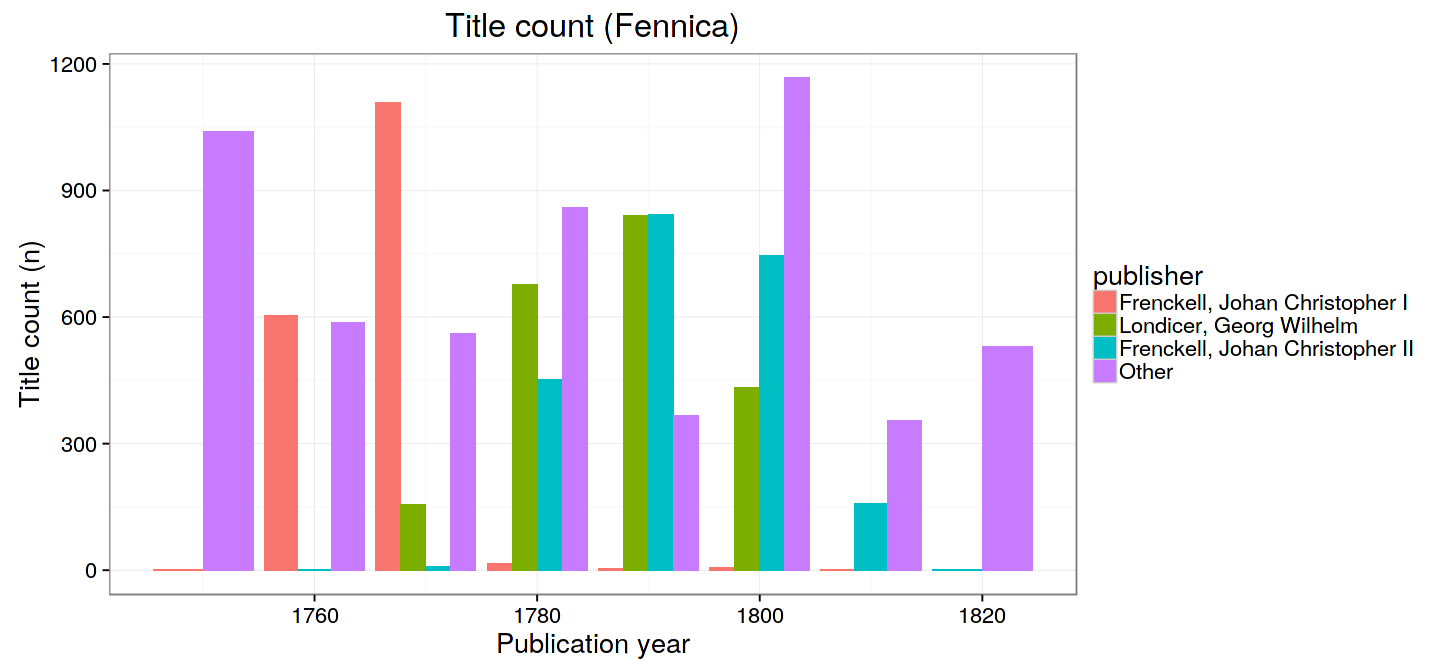 Title count (Fennica)
1200
900
600
300
0
Title count (n)
1760 1780 1800 1820
Publication year
publisher
Frenckell, Johan Christopher I
Londicer, Georg Wilhelm
Frenckell, Johan Christopher II
Other